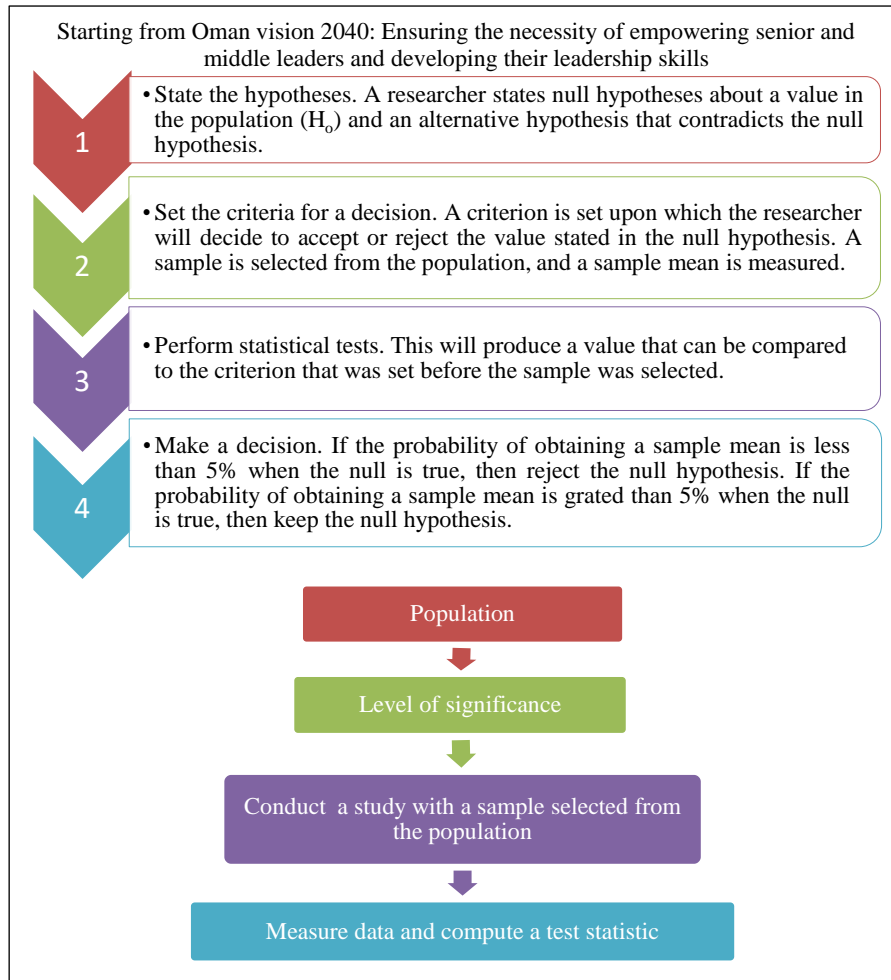 Starting from Oman vision 2040: Ensuring the necessity of empowering senior and
middle leaders and developing their leadership skills
1
• State the hypotheses. A researcher states null hypotheses about a value in
the population (Ho) and an alternative hypothesis that contradicts the null
hypothesis.
2
• Set the criteria for a decision. A criterion is set upon which the researcher
will decide to accept or reject the value stated in the null hypothesis. A
sample is selected from the population, and a sample mean is measured.
3
• Perform statistical tests. This will produce a value that can be compared
to the criterion that was set before the sample was selected.
4
• Make a decision. If the probability of obtaining a sample mean is less
than 5% when the null is true, then reject the null hypothesis. If the
probability of obtaining a sample mean is grated than 5% when the null
is true, then keep the null hypothesis.
Population
Level of significance
Conduct a study with a sample selected from
the population
Measure data and compute a test statistic